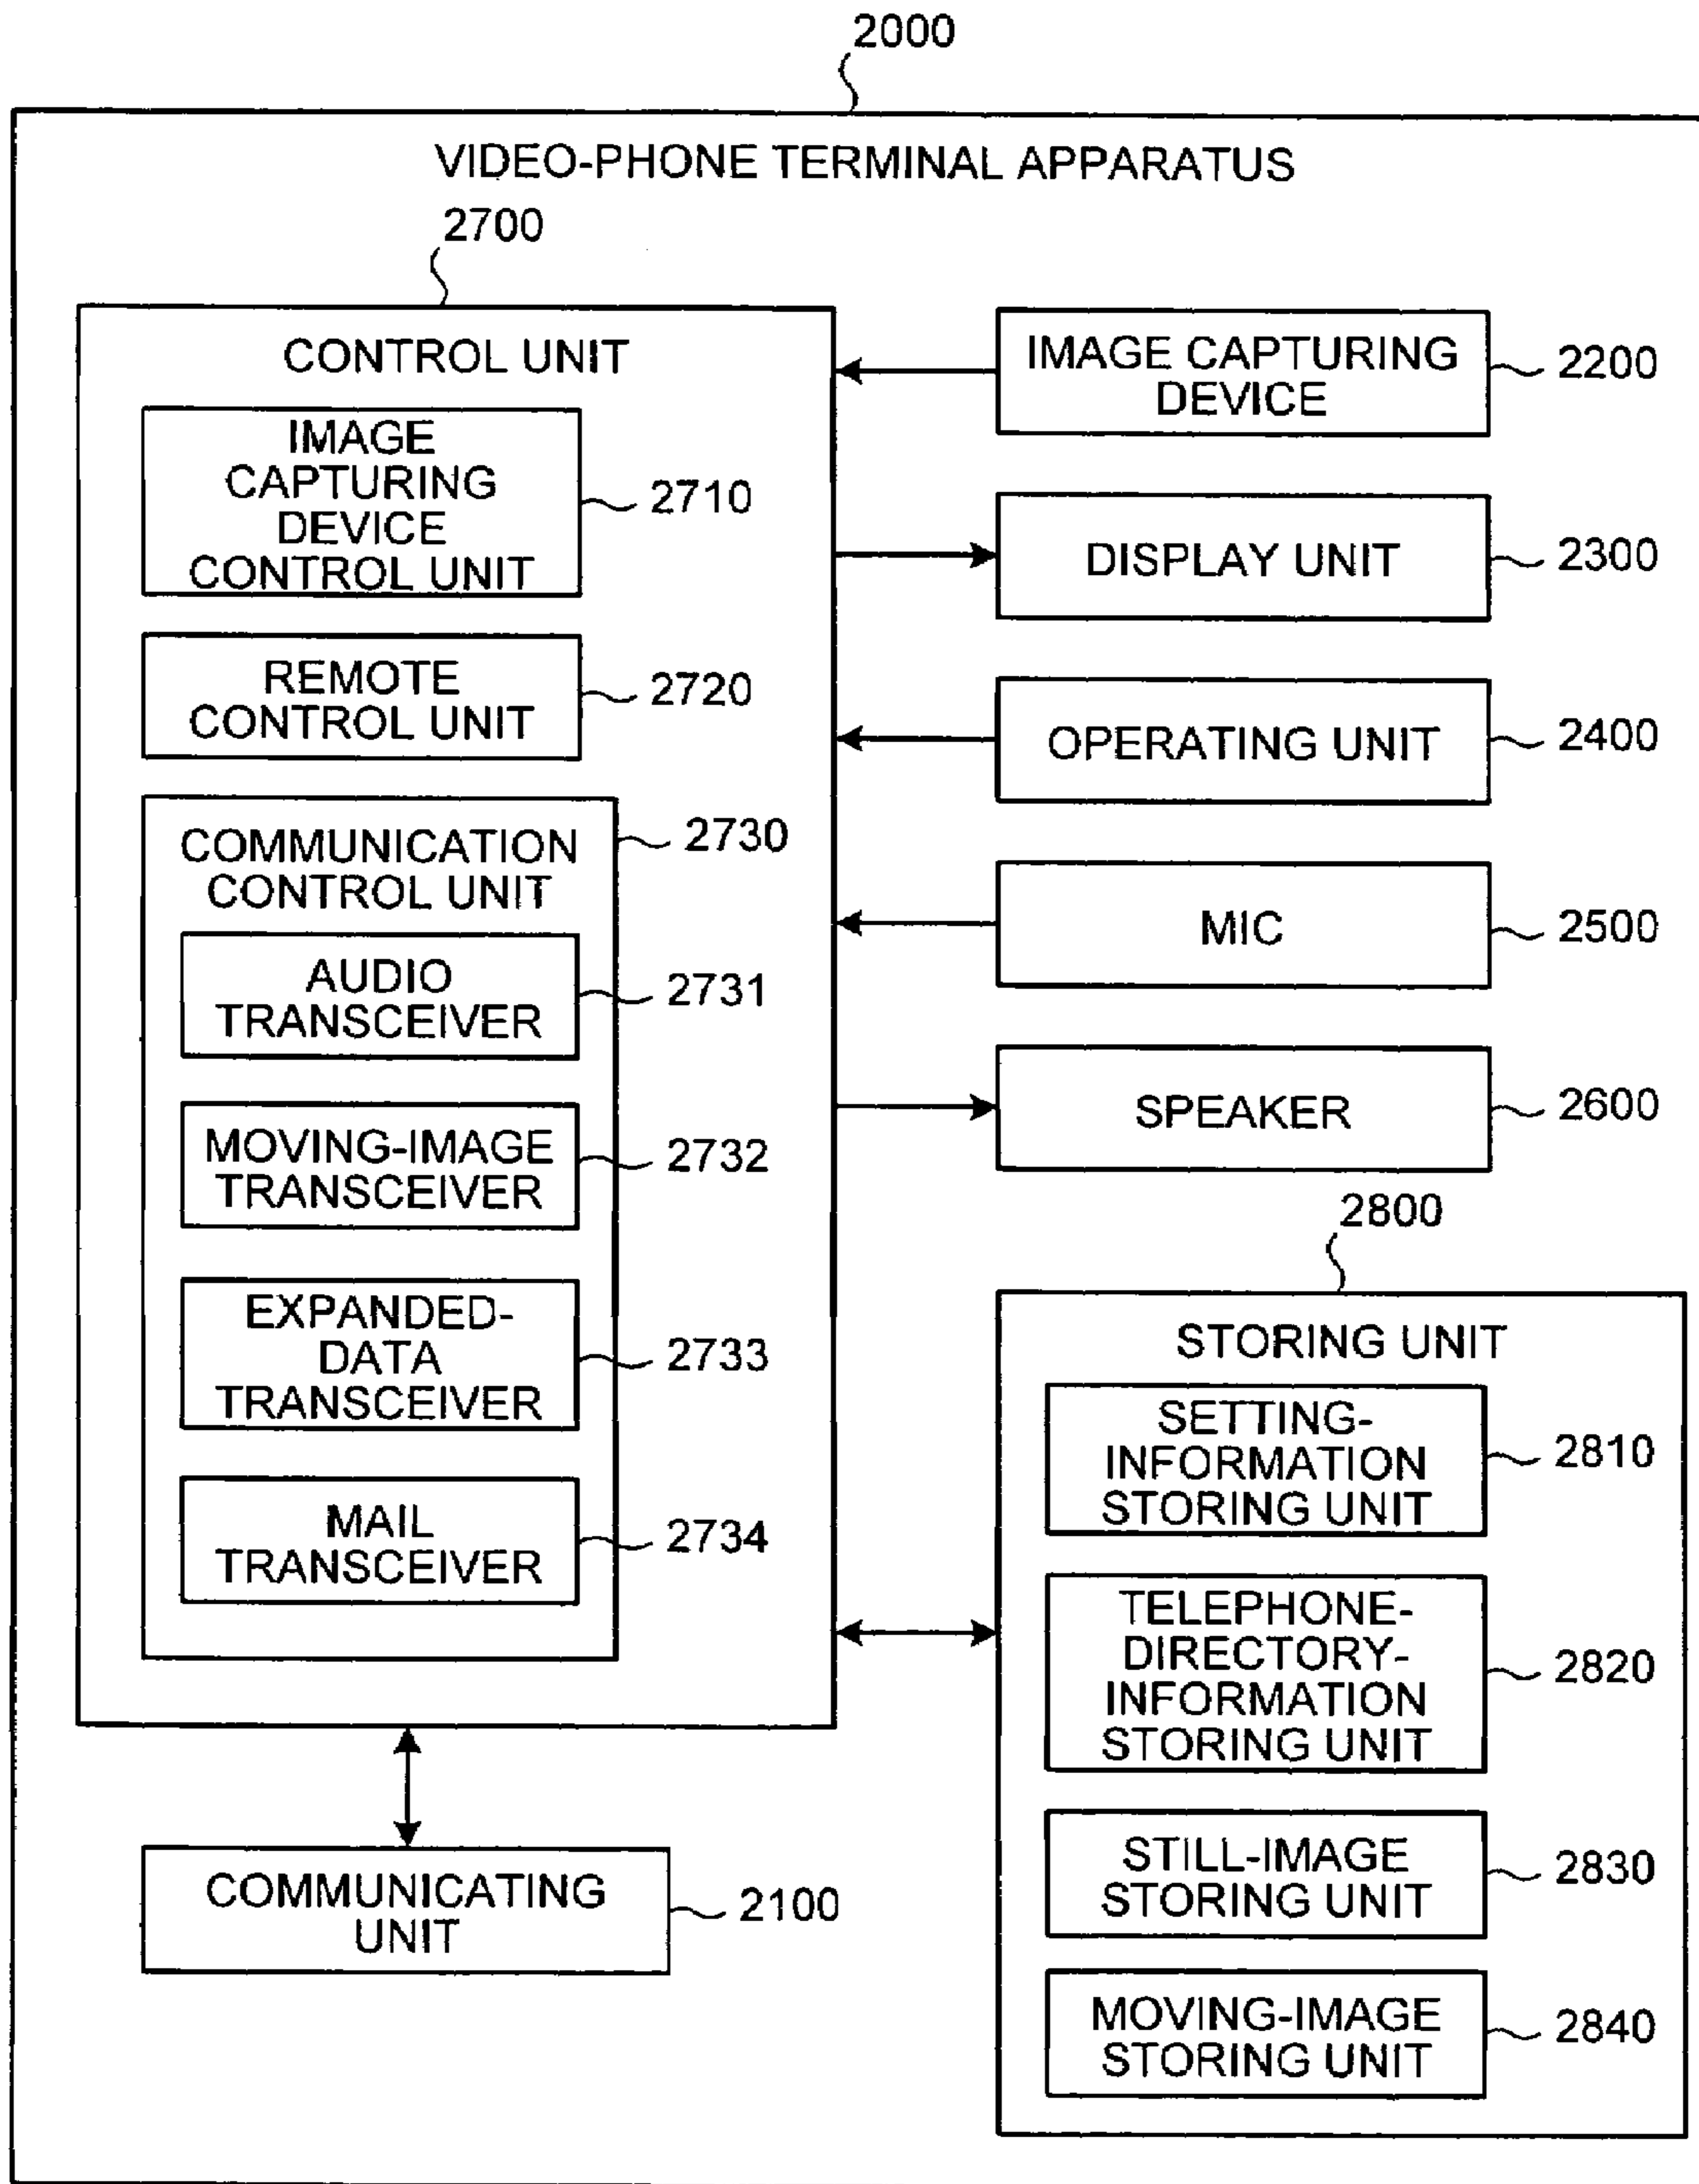 2000
VIDEO-PHONE TERMINAL APPARATUS
2700
CONTROL UNIT
IMAGE
CAPTURING
DEVICE
CONTROL UNIT
2710
REMOTE
CONTROL UNIT
2720
COMMUNICATION
CONTROL UNIT
2730
AUDIO
TRANSCEIVER
2731
MOVING-IMAGE
TRANSCEIVER
2732
EXPANDED-
DATA
TRANSCEIVER
2733
MAIL
TRANSCEIVER
2734
COMMUNICATING
UNIT
2100
IMAGE CAPTURING
DEVICE
2200
DISPLAY UNIT
2300
OPERATING UNIT
2400
MIC
2500
SPEAKER
2600
2800
STORING UNIT
SETTING-
INFORMATION
STORING UNIT
2810
TELEPHONE-
DIRECTORY-
INFORMATION
STORING UNIT
2820
STILL-IMAGE
STORING UNIT
2830
MOVING-IMAGE
STORING UNIT
2840